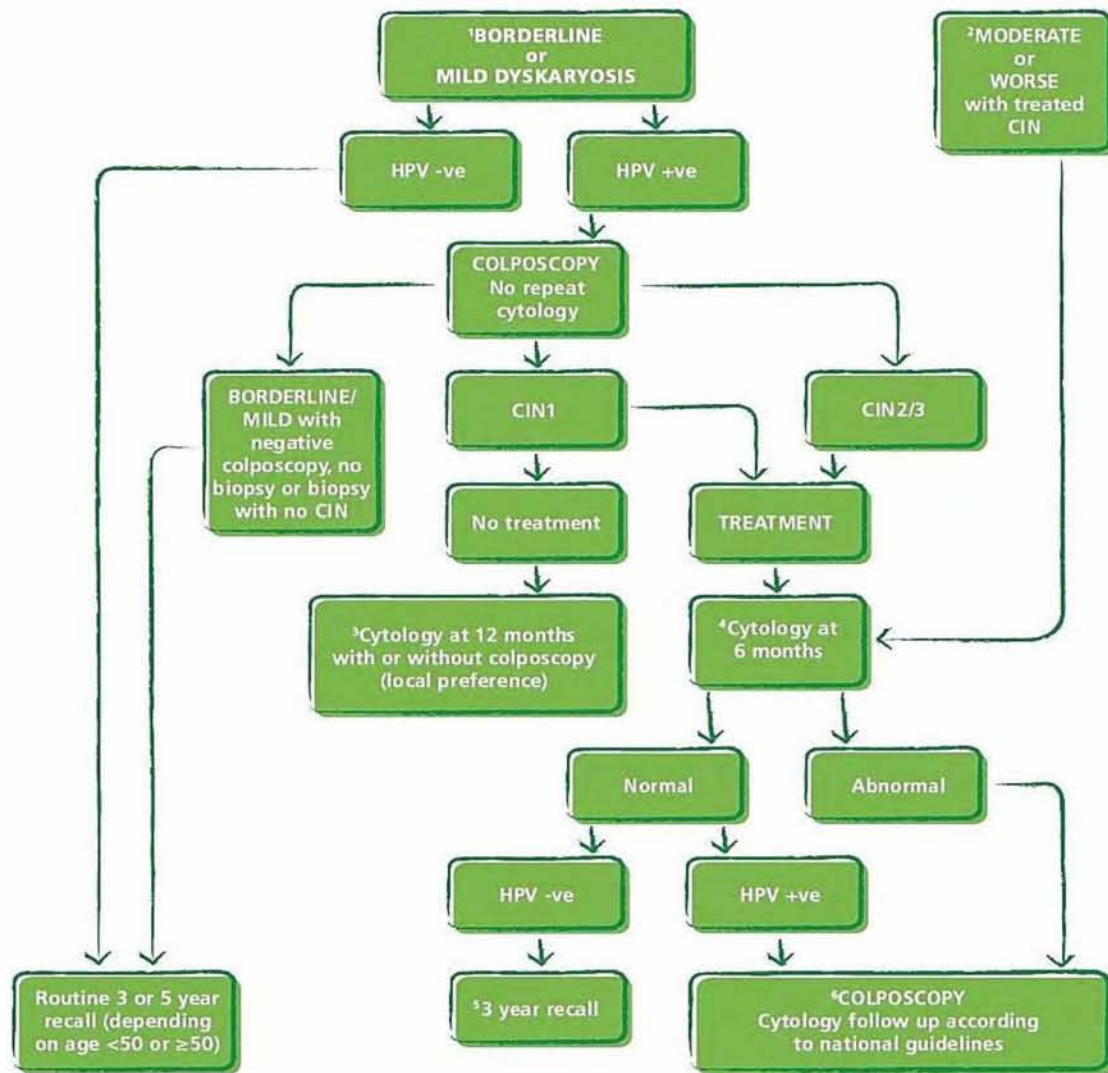 ¹BORDERLINE
or
MILD DYSKARYOSIS
²MODERATE
or
WORSE
with treated
CIN
HPV -ve
HPV +ve
COLPOSCOPY
No repeat
cytology
BORDERLINE/
MILD with
negative
colposcopy, no
biopsy or biopsy
with no CIN
CIN1
CIN2/3
No treatment
TREATMENT
³Cytology at 12 months
with or without colposcopy
(local preference)
⁴Cytology at
6 months
Normal
Abnormal
HPV -ve
HPV +ve
Routine 3 or 5 year
recall (depending
on age <50 or ≥50)
⁵3 year recall
⁶COLPOSCOPY
Cytology follow up according
to national guidelines